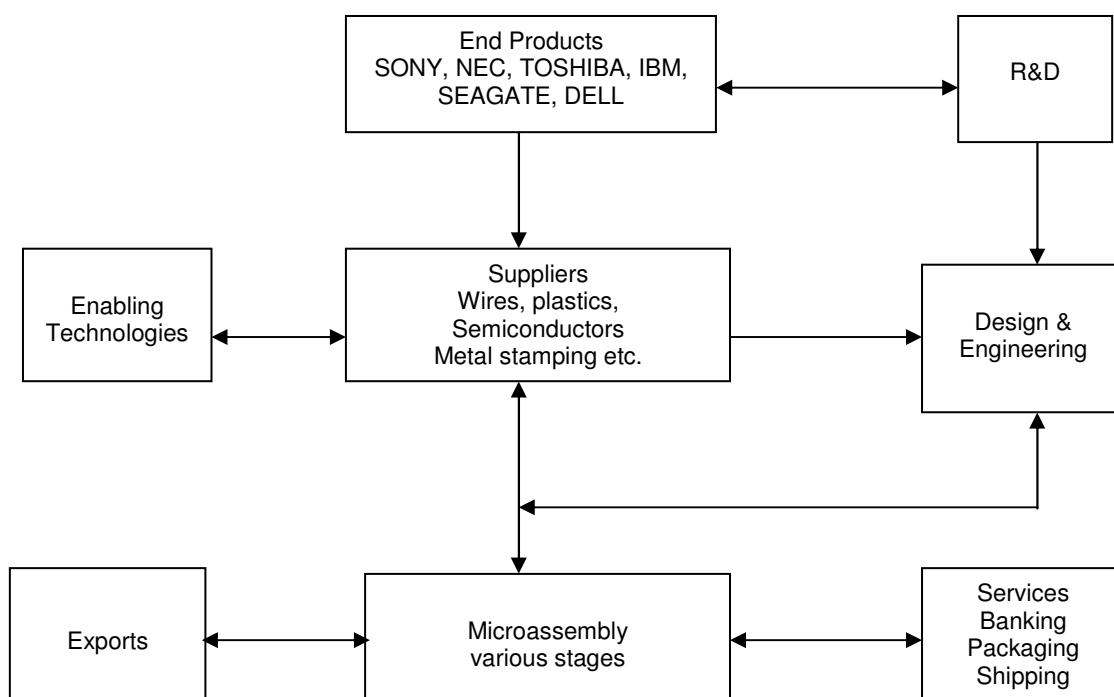 End Products
SONY, NEC, TOSHIBA, IBM,
SEAGATE, DELL
R&D
Enabling
Technologies
Suppliers
Wires, plastics,
Semiconductors
Metal stamping etc.
Design &
Engineering
Exports
Microassembly
various stages
Services
Banking
Packaging
Shipping